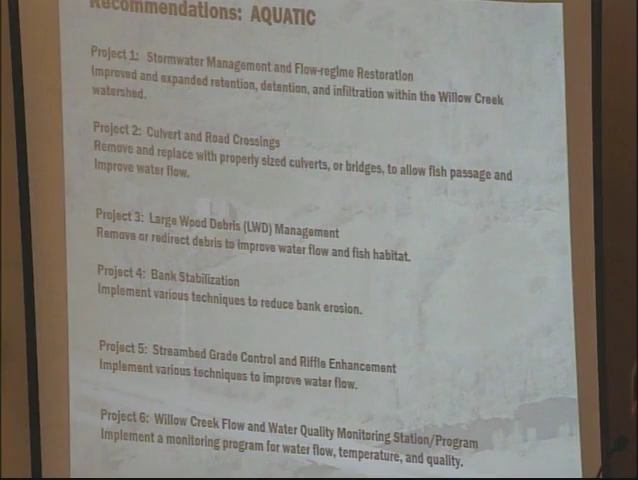 Recommendations: AQUATIC
Project 1: Stormwater Management and Flow-regime Restoration
Improved and expanded retention, detention, and infiltration within the Willow Creek
watershed.
Project 2: Culvert and Road Crossings
Remove and replace with properly sized culverts, or bridges, to allow fish passage and
improve water flow.
Project 3: Large Wood Debris (LWD) Management
Remove or redirect debris to improve water flow and fish habitat.
Project 4: Bank Stabilization
Implement various techniques to reduce bank erosion.
Project 5: Streambed Grade Control and Riffle Enhancement
Implement various techniques to improve water flow.
Project 6: Willow Creek Flow and Water Quality Monitoring Station/Program
Implement a monitoring program for water flow, temperature, and quality.